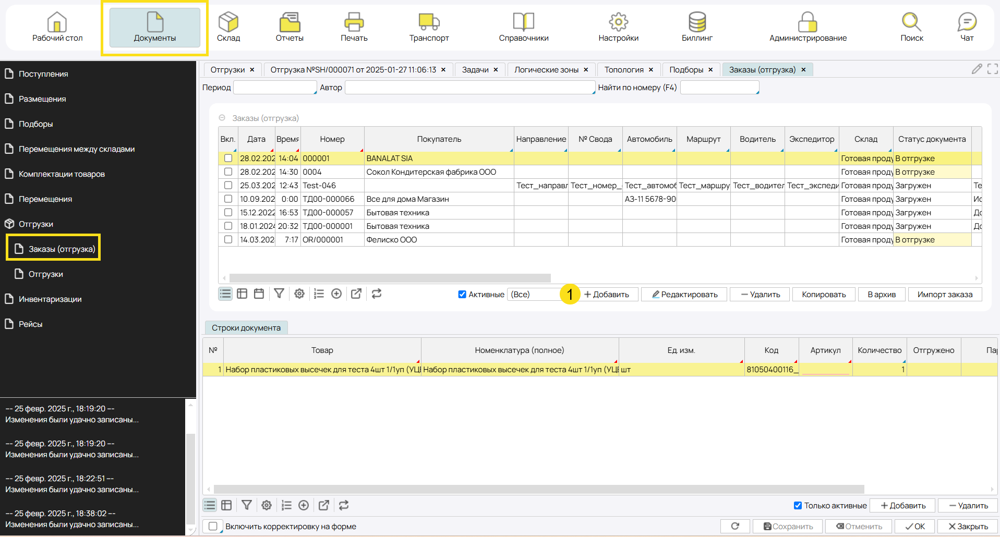 Рабочий стол Документы Склад Отчеты Печать Транспорт Справочники Настройки Биллинг Администрирование Поиск Чат
Поступления
Размещения
Подборы
Перемещения между складами
Комплектации товаров
Перемещения
Отгрузки
Заказы (отгрузка)
Отгрузки
Инвентаризации
Рейсы
--- 25 февр. 2025 г., 18:19:20 ---
Изменения были удачно записаны...
--- 25 февр. 2025 г., 18:19:20 ---
Изменения были удачно записаны...
--- 25 февр. 2025 г., 18:22:51 ---
Изменения были удачно записаны...
--- 25 февр. 2025 г., 18:38:02 ---
Изменения были удачно записаны...
Отгрузки × Отгрузка №SH/000071 от 2025-01-27 11:06:13 × Задачи × Логические зоны × Топология × Подборы × Заказы (отгрузка) ×
Период Автор Найти по номеру (F4)
Заказы (отгрузка)
Вкл. Дата Время Номер Покупатель Направление № Свода Автомобиль Маршрут Водитель Экспедитор Склад Статус документа
28.02.202 14:04 000001 BANALAT SIA Готовая проду В отгрузке
28.02.202 14:30 0004 Сокол Кондитерская фабрика ООО Готовая проду В отгрузке
25.03.202 12:43 Test-046 Тест_направл Тест_номер_ Тест_автомоб Тест_маршру Тест_водител Тест_экспеди Готовая проду Загружен Те
10.09.202 0:00 ТД00-000066 Все для дома Магазин АЗ-11 5678-90 Готовая проду Загружен Ис
15.12.2022 16:53 ТД00-000057 Бытовая техника Готовая проду Загружен До
18.01.2024 20:32 ТД00-000001 Бытовая техника Готовая проду Загружен До
14.03.202 7:17 OR/000001 Фелиско ООО Готовая проду В отгрузке
Активные (Все) 1 + Добавить Редактировать — Удалить Копировать В архив Импорт заказа
Строки документа
№ Товар Номенклатура (полное) Ед. изм. Код Артикул Количество Отгружено Пар
1 Набор пластиковых высечек для теста 4шт 1/1уп (УЦЕ Набор пластиковых высечек для теста 4шт 1/1уп (УЦЕ шт 81050400116_ 1
Только активные + Добавить — Удалить
Включить корректировку на форме Сохранить Отменить OK Закрыть